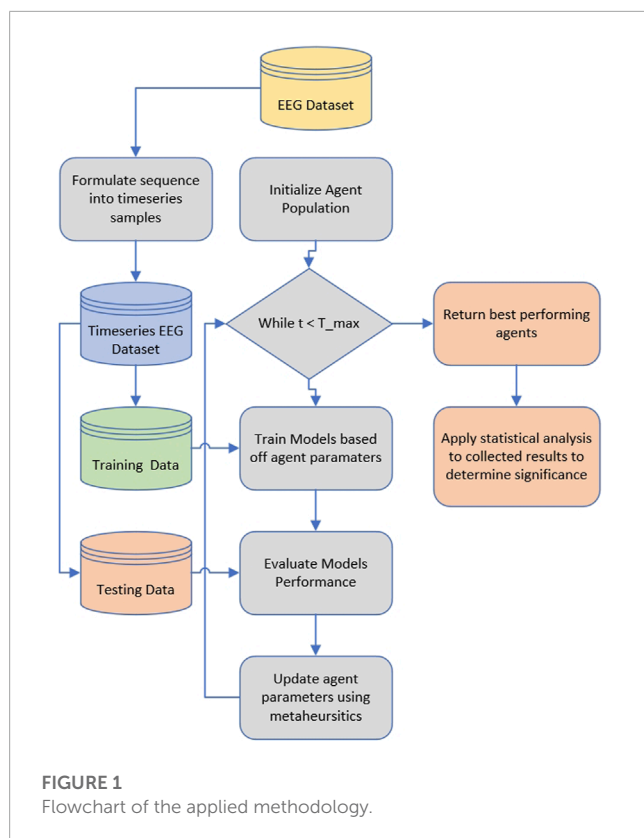 EEG Dataset
Formulate sequence
into timeseries
samples
Initialize Agent
Population
Timeseries EEG
Dataset
While t < T_max
Return best performing
agents
Training Data
Train Models based
off agent paramaters
Apply statistical analysis
to collected results to
determine significance
Testing Data
Evaluate Models
Performance
Update agent
parameters using
metaheursitics
FIGURE 1
Flowchart of the applied methodology.